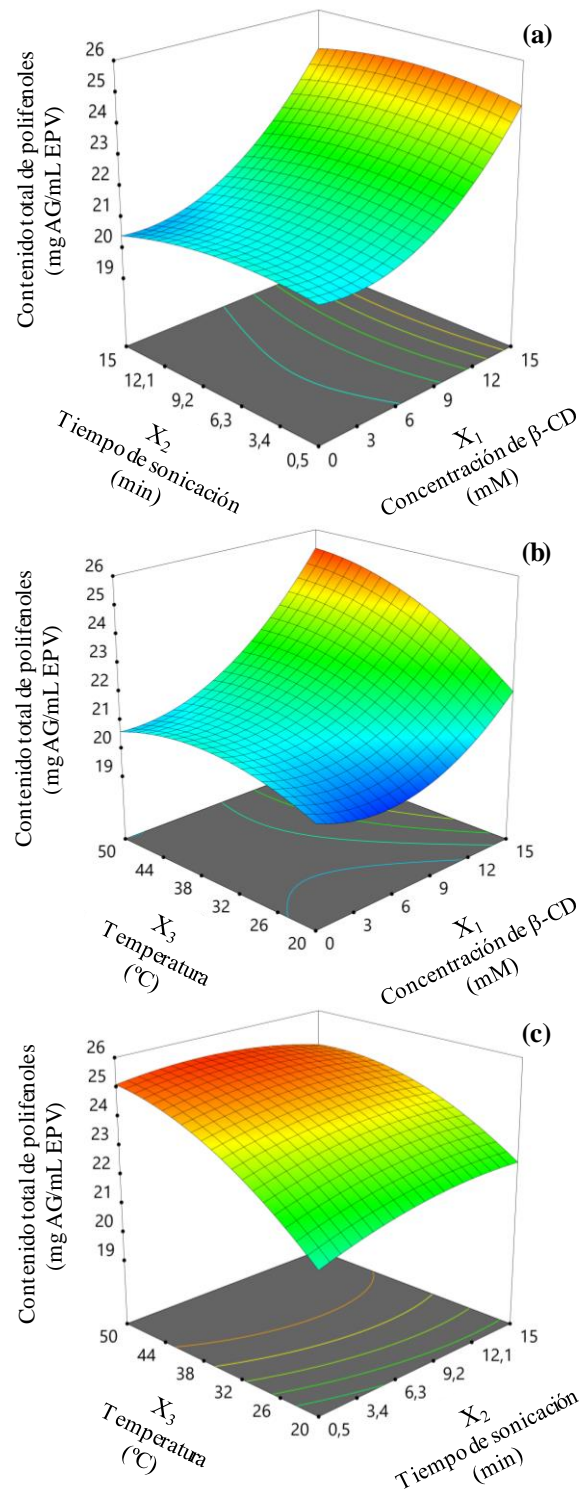 (a)
Contenido total de polifenoles
(mg AG/mL EPV)
26
25
24
23
22
21
20
19
15
12,1
9,2
6,3
3,4
0,5
X2
Tiempo de sonicación
(min)
0
3
6
9
12
15
X1
Concentración de β-CD
(mM)
(b)
Contenido total de polifenoles
(mg AG/mL EPV)
26
25
24
23
22
21
20
19
50
44
38
32
26
20
X3
Temperatura
(ºC)
0
3
6
9
12
15
X1
Concentración de β-CD
(mM)
(c)
Contenido total de polifenoles
(mg AG/mL EPV)
26
25
24
23
22
21
20
19
50
44
38
32
26
20
X3
Temperatura
(ºC)
0,5
3,4
6,3
9,2
12,1
15
X2
Tiempo de sonicación
(min)